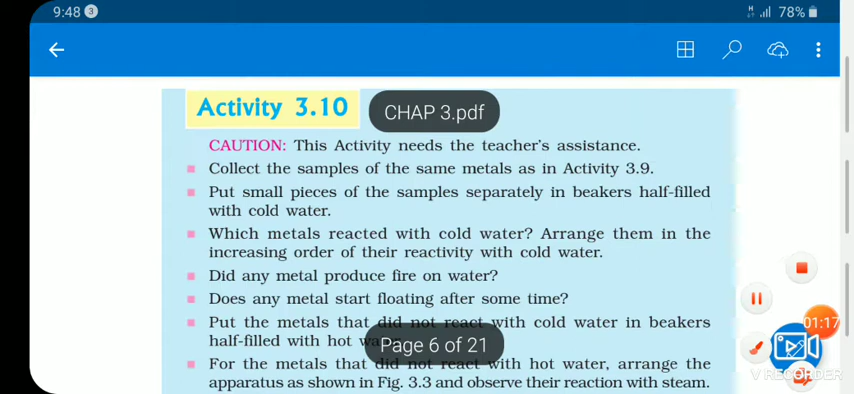 9:48 3 78%
Activity 3.10
CHAP 3.pdf
CAUTION: This Activity needs the teacher's assistance.
Collect the samples of the same metals as in Activity 3.9.
Put small pieces of the samples separately in beakers half-filled
with cold water.
Which metals reacted with cold water? Arrange them in the
increasing order of their reactivity with cold water.
Did any metal produce fire on water?
Does any metal start floating after some time?
Put the metals that did not react with cold water in beakers
half-filled with hot
Page 6 of 21
For the metals that did not react with hot water, arrange the
apparatus as shown in Fig. 3.3 and observe their reaction with steam.
01:17
V RECORDER